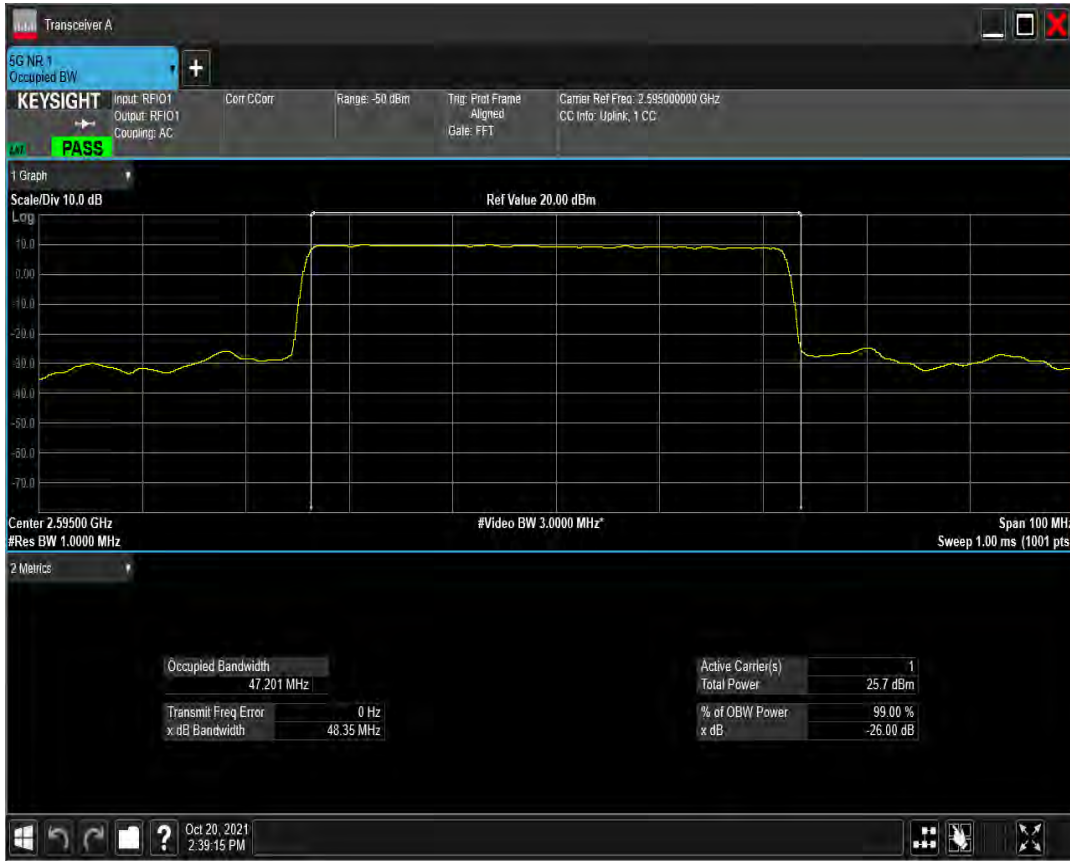 Transceiver A
5G NR 1
Occupied BW
+
KEYSIGHT
PASS
Input: RFIO1
Output: RFIO1
Coupling: AC
Corr CCorr
Range: -50 dBm
Trig: Prot Frame
Aligned
Gate: FFT
Carrier Ref Freq: 2.595000000 GHz
CC Info: Uplink, 1 CC
1 Graph
Scale/Div 10.0 dB
Ref Value 20.00 dBm
Log
10.0
0.00
-10.0
-20.0
-30.0
-40.0
-50.0
-60.0
-70.0
Center 2.59500 GHz
#Video BW 3.0000 MHz*
Span 100 MHz
#Res BW 1.0000 MHz
Sweep 1.00 ms (1001 pts
2 Metrics
Occupied Bandwidth
47.201 MHz
Transmit Freq Error 0 Hz
x dB Bandwidth 48.35 MHz
Active Carrier(s) 1
Total Power 25.7 dBm
% of OBW Power 99.00 %
x dB -26.00 dB
?
Oct 20, 2021
2:39:15 PM